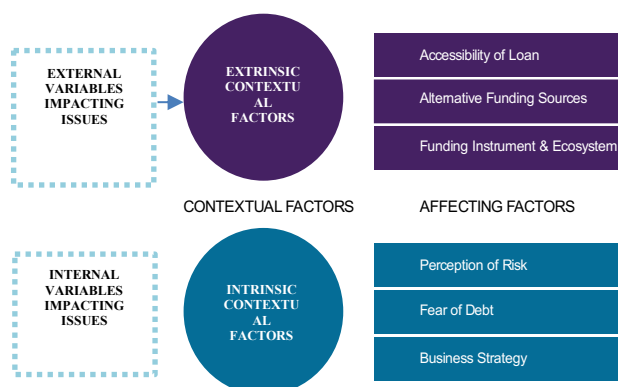 EXTERNAL
VARIABLES
IMPACTING
ISSUES
EXTRINSIC
CONTEXTU
AL
FACTORS
Accessibility of Loan
Alternative Funding Sources
Funding Instrument & Ecosystem
CONTEXTUAL FACTORS
AFFECTING FACTORS
INTERNAL
VARIABLES
IMPACTING
ISSUES
INTRINSIC
CONTEXTU
AL
FACTORS
Perception of Risk
Fear of Debt
Business Strategy